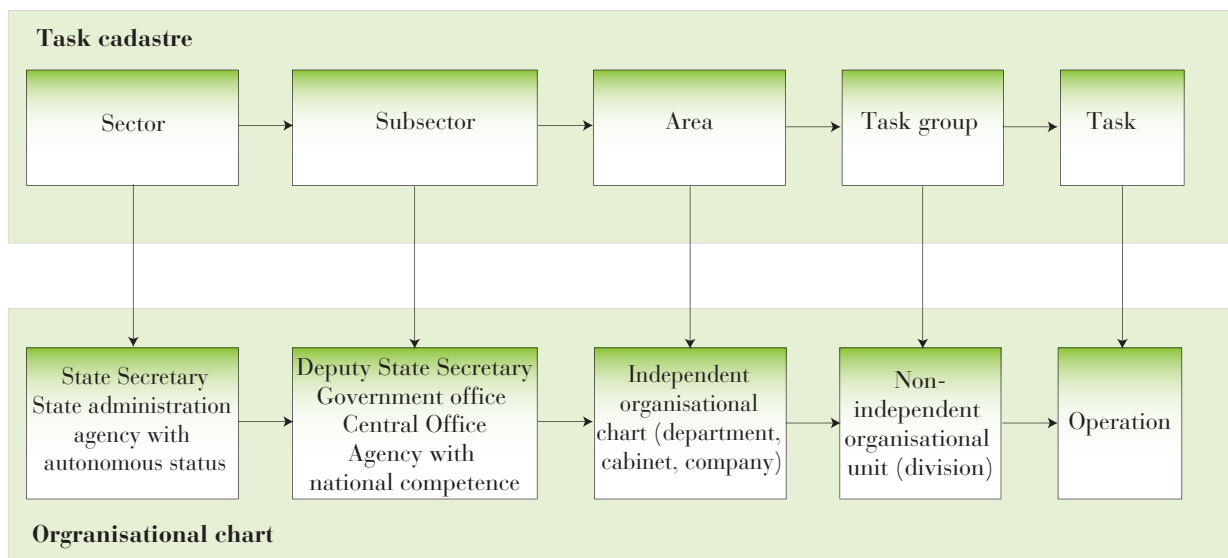 Task cadastre
Sector
Subsector
Area
Task group
Task
State Secretary
State administration
agency with
autonomous status
Deputy State Secretary
Government office
Central Office
Agency with
national competence
Independent
organisational
chart (department,
cabinet, company)
Non-
independent
organisational
unit (division)
Operation
Orgranisational chart